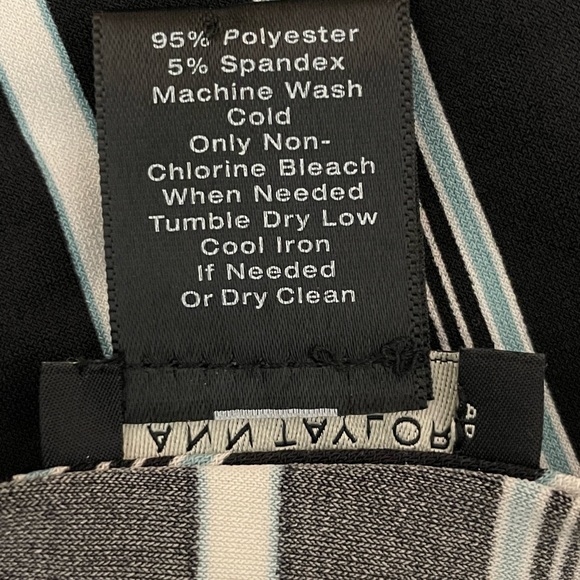 95% Polyester
5% Spandex
Machine Wash
Cold
Only Non-
Chlorine Bleach
When Needed
Tumble Dry Low
Cool Iron
If Needed
Or Dry Clean
ANN TAYLOR